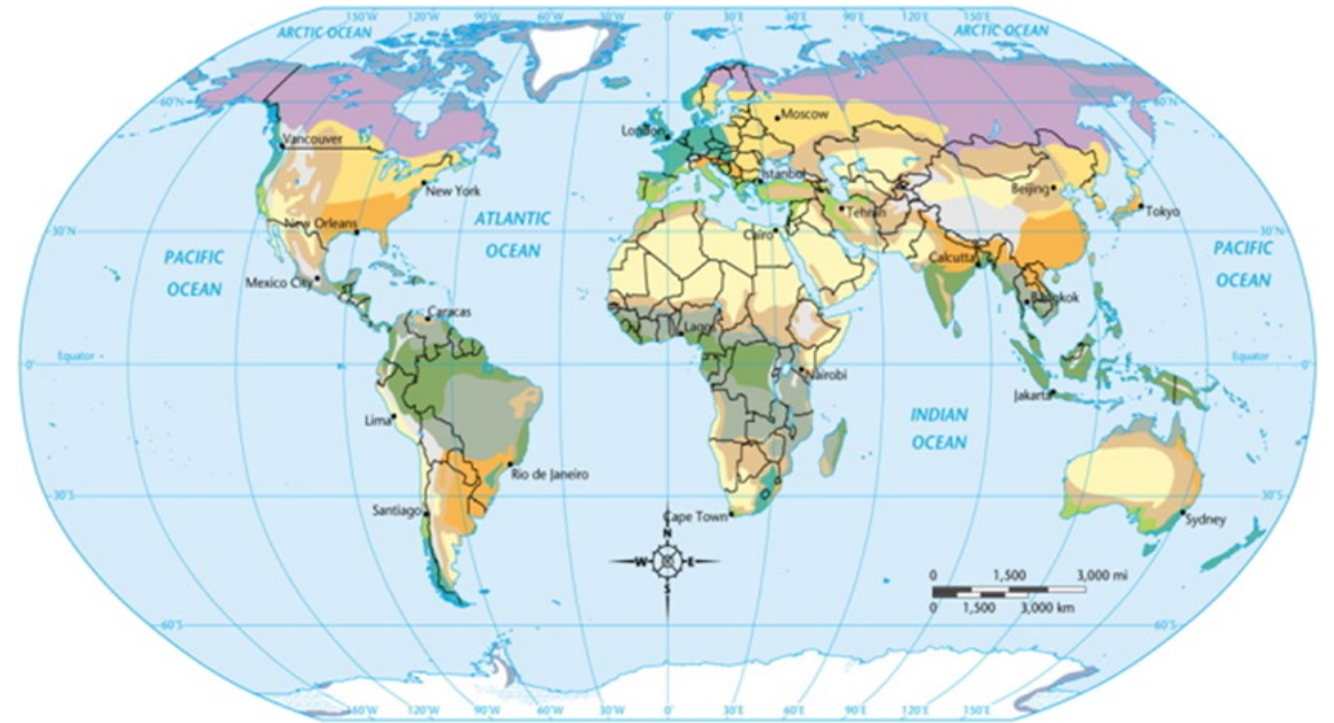 150°W 120°W 90°W 60°W 30°W 0° 30°E 60°E 90°E 120°E 150°E
ARCTIC OCEAN
ARCTIC OCEAN
60°N
60°N
Moscow
London
Vancouver
Istanbul
New York
Beijing
Tehran
Tokyo
ATLANTIC
OCEAN
New Orleans
30°N
30°N
Cairo
PACIFIC
OCEAN
PACIFIC
OCEAN
Calcutta
Mexico City
Bangkok
Caracas
Lagos
Equator
0°
Equator
0°
Nairobi
Jakarta
Lima
INDIAN
OCEAN
Rio de Janeiro
30°S
30°S
Santiago
Cape Town
Sydney
N
W E
S
0 1,500 3,000 mi
0 1,500 3,000 km
60°S
60°S
150°W 120°W 90°W 60°W 30°W 0° 30°E 60°E 90°E 120°E 150°E